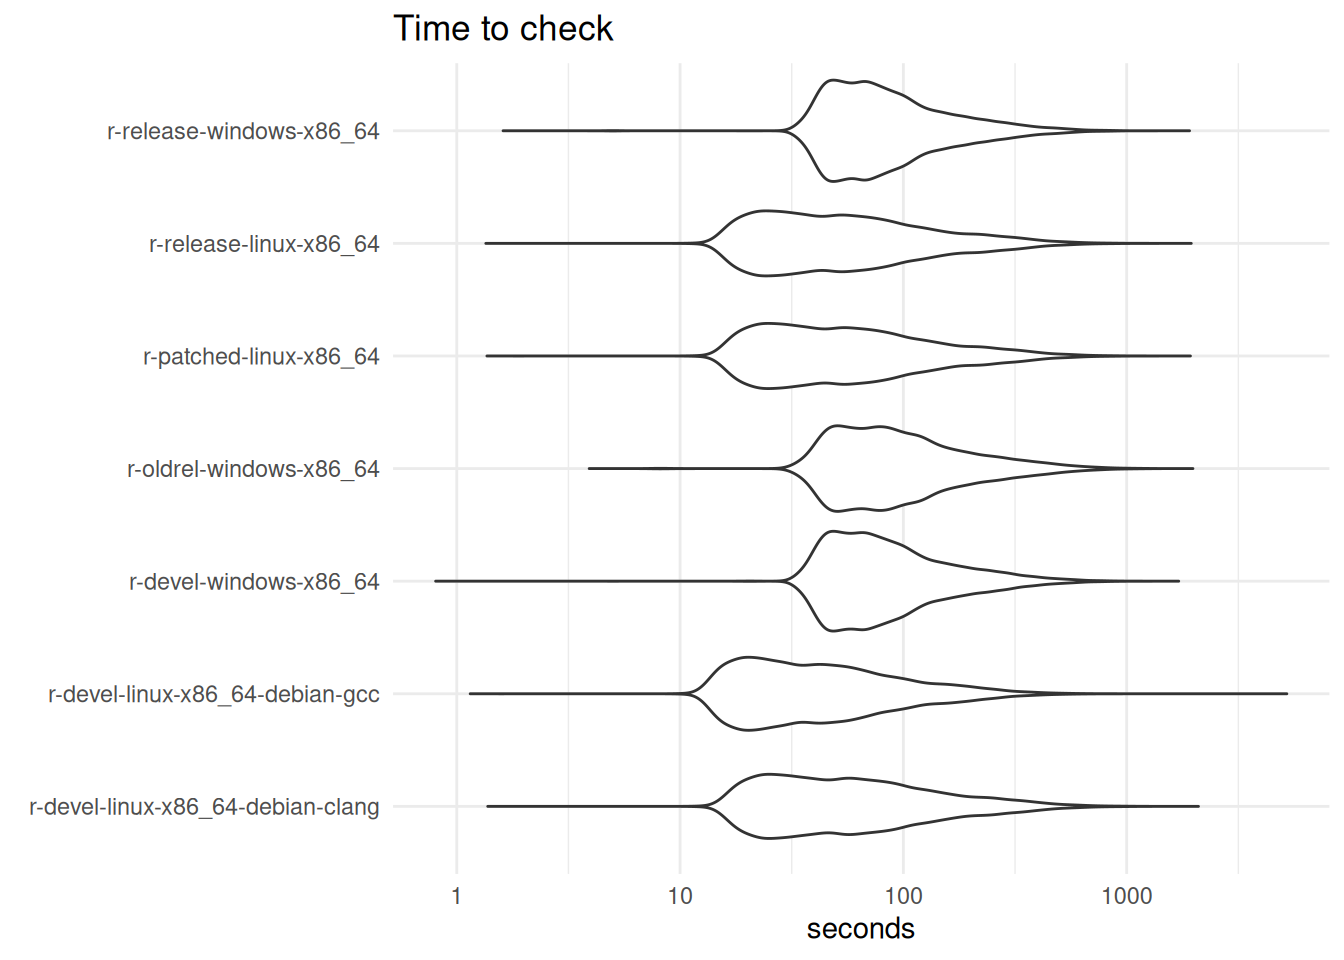 Time to check
r-release-windows-x86_64
r-release-linux-x86_64
r-patched-linux-x86_64
r-oldrel-windows-x86_64
r-devel-windows-x86_64
r-devel-linux-x86_64-debian-gcc
r-devel-linux-x86_64-debian-clang
1 10 100 1000
seconds